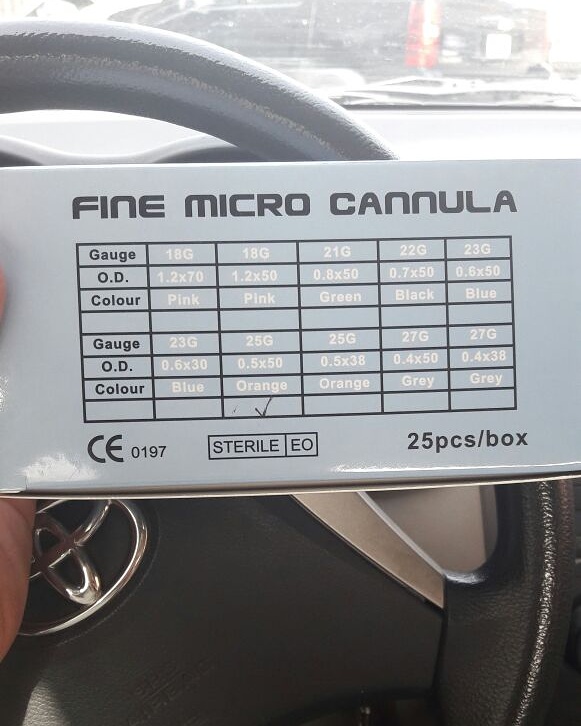 FINE MICRO CANNULA
Gauge 18G 18G 21G 22G 23G
O.D. 1.2x70 1.2x50 0.8x50 0.7x50 0.6x50
Colour Pink Pink Green Black Blue
Gauge 23G 25G 25G 27G 27G
O.D. 0.6x30 0.5x50 0.5x38 0.4x50 0.4x38
Colour Blue Orange Orange Grey Grey
CE 0197 STERILE EO 25pcs/box